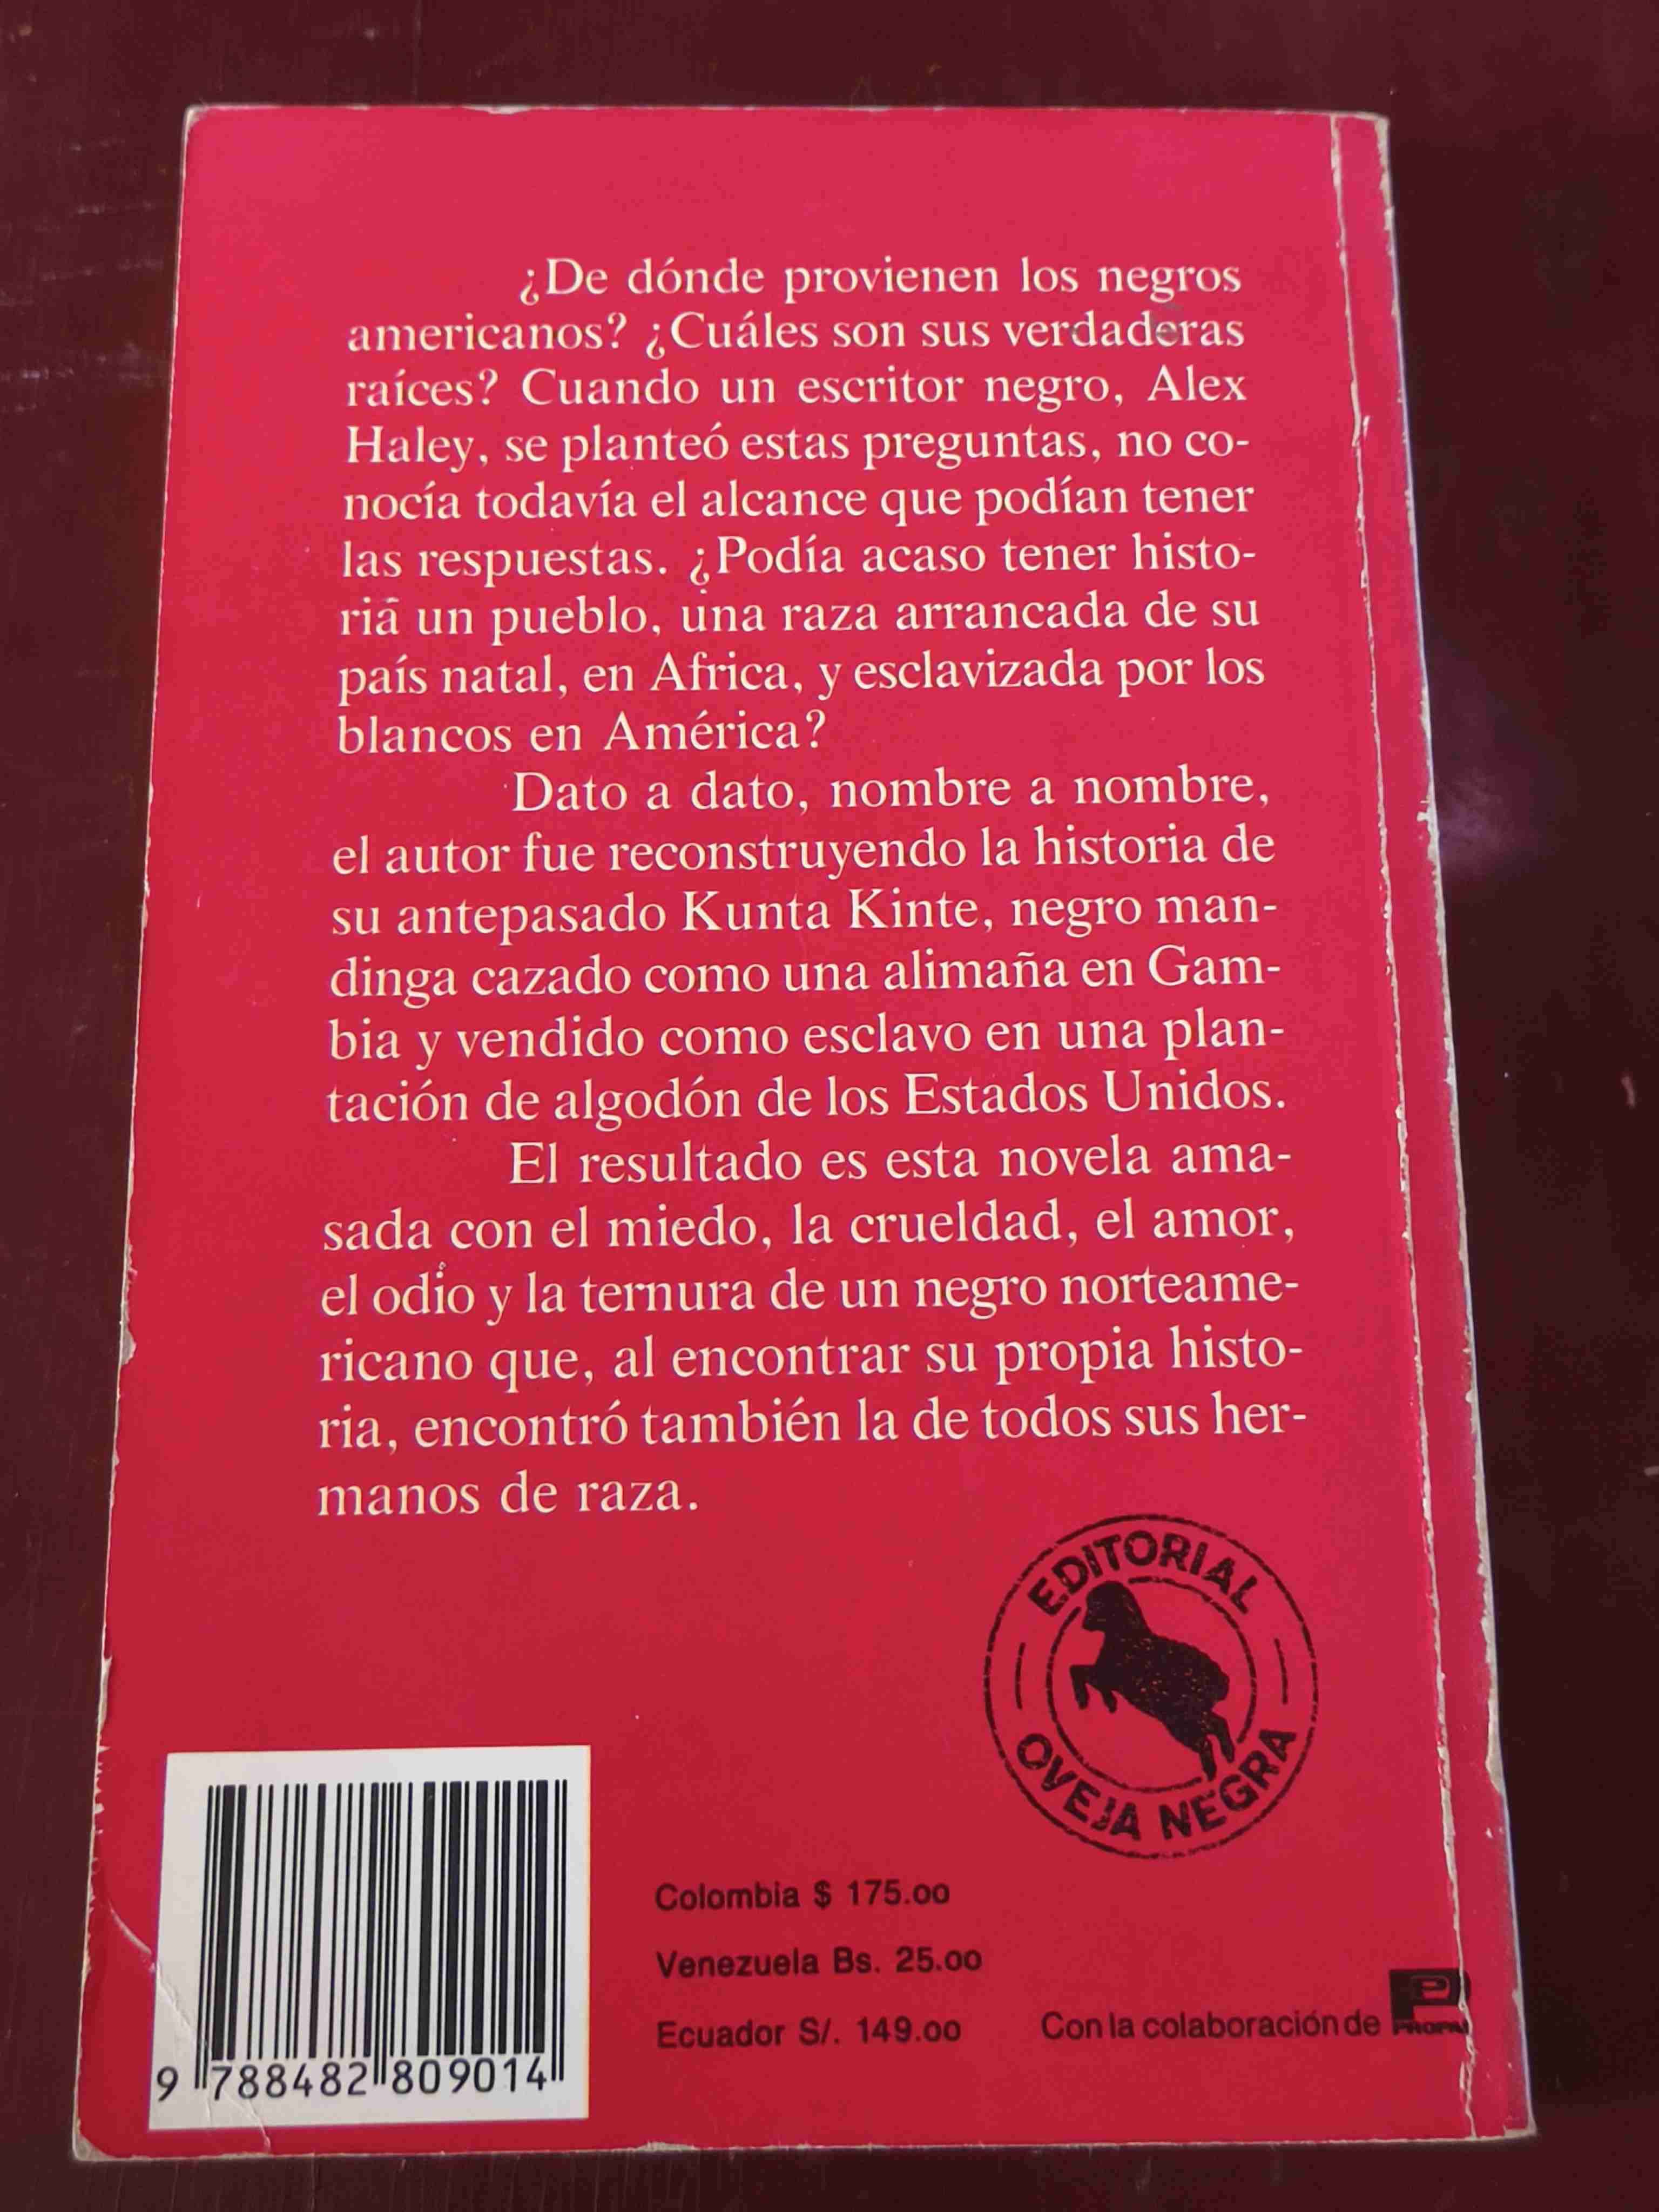 ¿De dónde provienen los negros
americanos? ¿Cuáles son sus verdaderas
raíces? Cuando un escritor negro, Alex
Haley, se planteó estas preguntas, no co-
nocía todavía el alcance que podían tener
las respuestas. ¿Podía acaso tener histo-
ria un pueblo, una raza arrancada de su
país natal, en Africa, y esclavizada por los
blancos en América?
Dato a dato, nombre a nombre,
el autor fue reconstruyendo la historia de
su antepasado Kunta Kinte, negro man-
dinga cazado como una alimaña en Gam-
bia y vendido como esclavo en una plan-
tación de algodón de los Estados Unidos.
El resultado es esta novela ama-
sada con el miedo, la crueldad, el amor,
el odio y la ternura de un negro norteame-
ricano que, al encontrar su propia histo-
ria, encontró también la de todos sus her-
manos de raza.
EDITORIAL
OVEJA NEGRA
Colombia $ 175.00
Venezuela Bs. 25.00
Ecuador S/. 149.00
Con la colaboración de
9 788482 809014